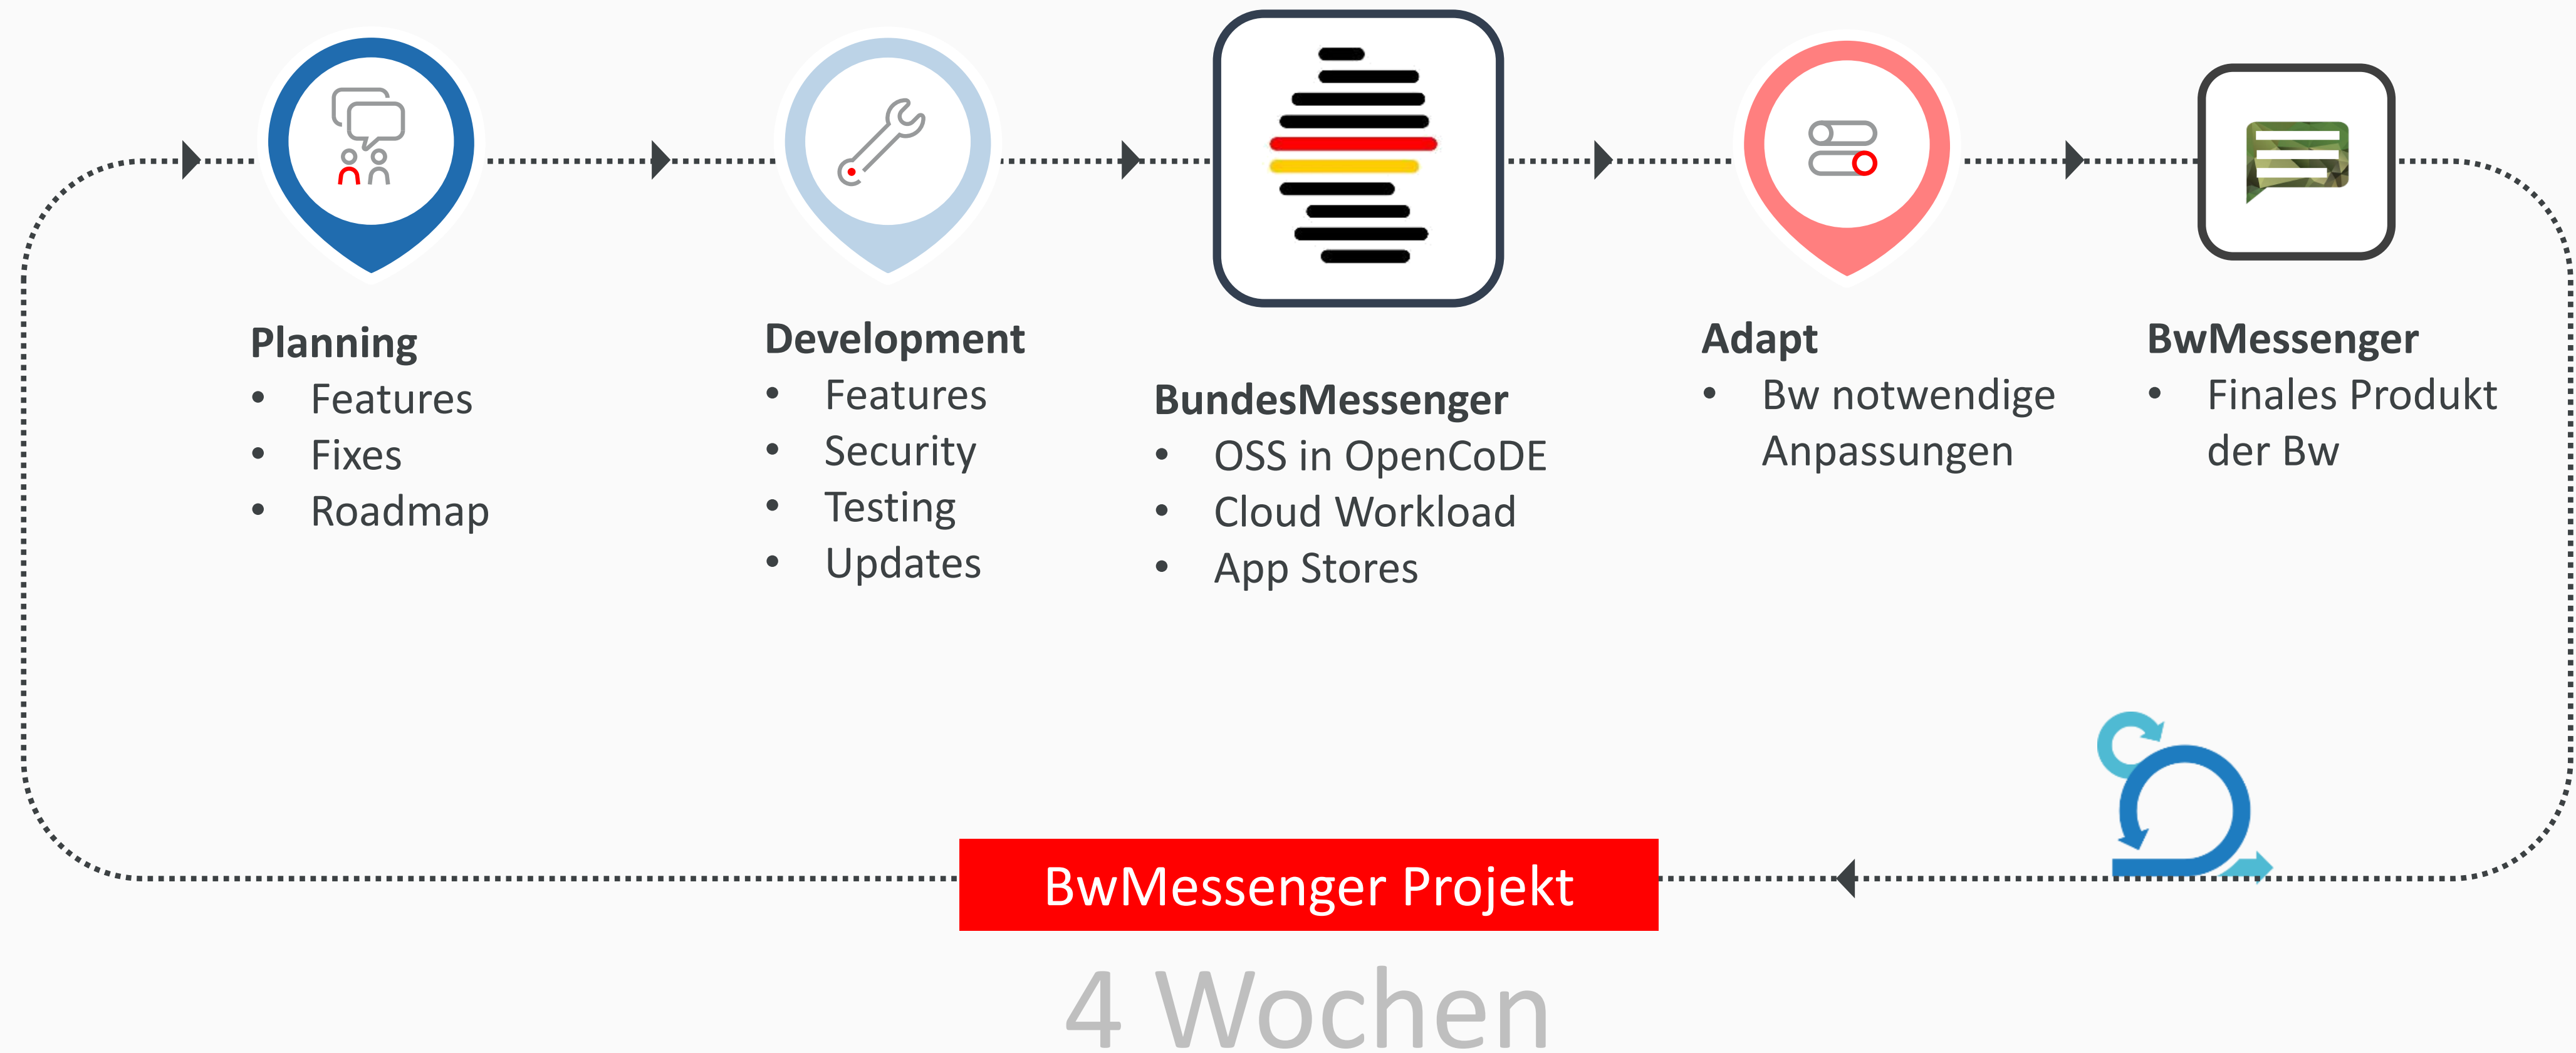 Planning
• Features
• Fixes
• Roadmap
Development
• Features
• Security
• Testing
• Updates
BundesMessenger
• OSS in OpenCoDE
• Cloud Workload
• App Stores
Adapt
• Bw notwendige
Anpassungen
BwMessenger
• Finales Produkt
der Bw
BwMessenger Projekt
4 Wochen